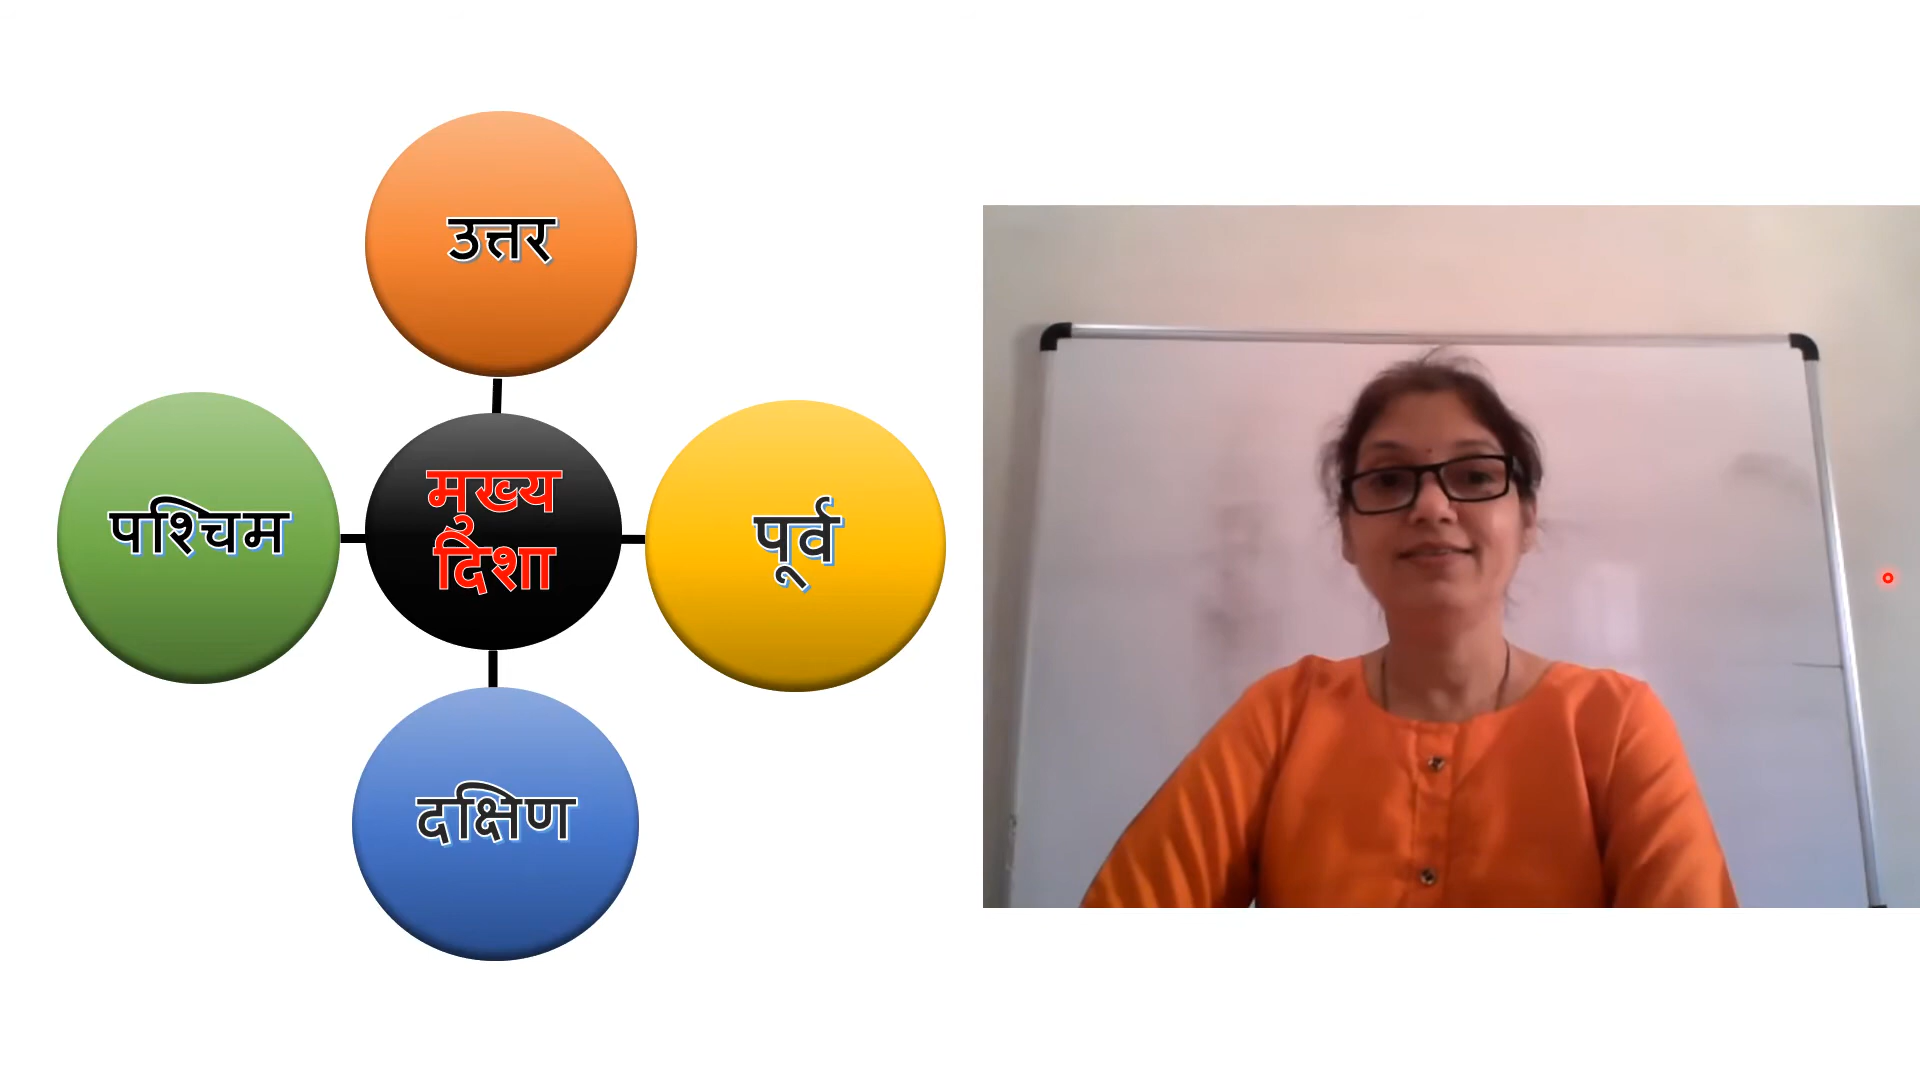 उत्तर
पश्चिम
मुख्य
दिशा
पूर्व
दक्षिण